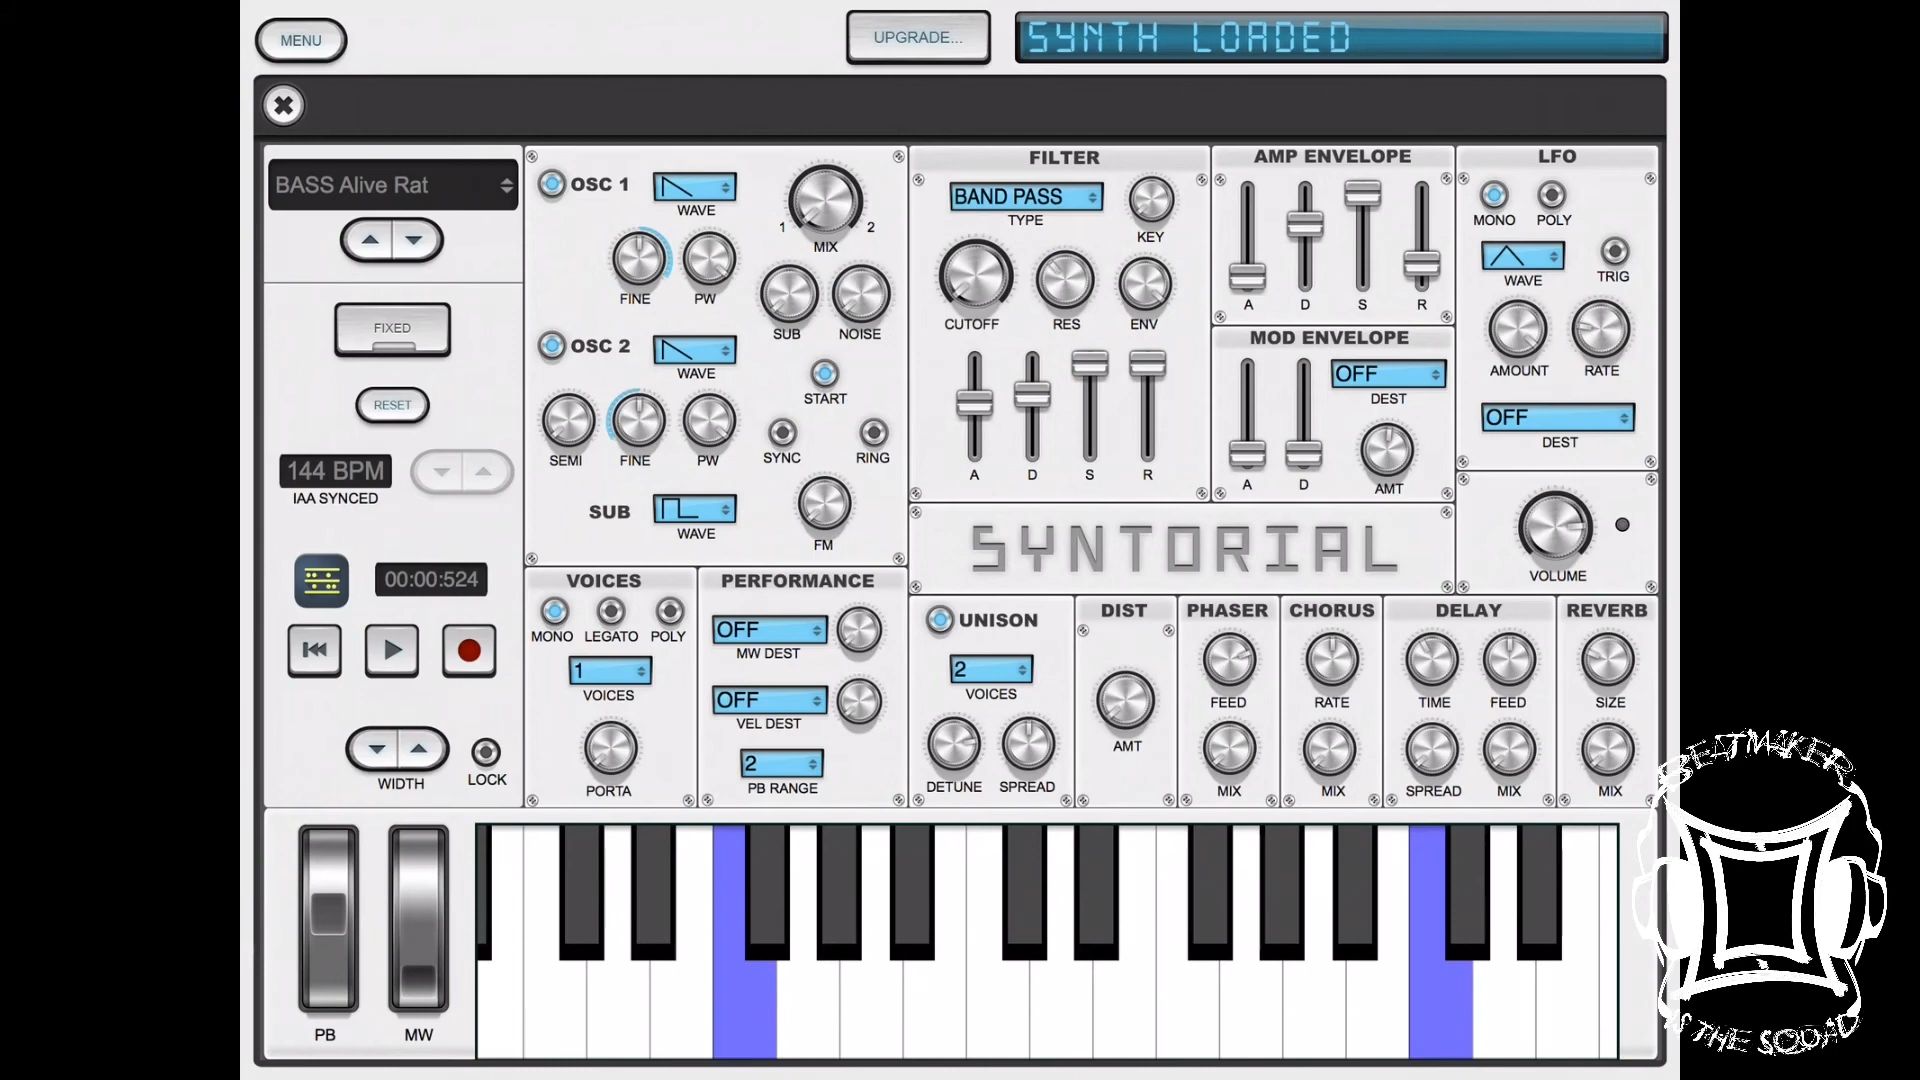 MENU
UPGRADE...
SYNTH LOADED
BASS Alive Rat
FIXED
RESET
144 BPM
IAA SYNCED
00:00:524
WIDTH
LOCK
OSC 1
WAVE
1
2
MIX
FINE
PW
SUB
NOISE
OSC 2
WAVE
START
SEMI
FINE
PW
SYNC
RING
SUB
WAVE
FM
FILTER
BAND PASS
TYPE
KEY
CUTOFF
RES
ENV
A D S R
AMP ENVELOPE
A D S R
MOD ENVELOPE
OFF
DEST
A D
AMT
LFO
MONO POLY
WAVE
TRIG
AMOUNT RATE
OFF
DEST
SYNTORIAL
VOLUME
VOICES
MONO LEGATO POLY
1
VOICES
PORTA
PERFORMANCE
OFF
MW DEST
OFF
VEL DEST
2
PB RANGE
UNISON
2
VOICES
DETUNE SPREAD
DIST
AMT
PHASER
FEED
MIX
CHORUS
RATE
MIX
DELAY
TIME FEED
SPREAD MIX
REVERB
SIZE
MIX
PB
MW
BEATMAKER
IS THE SQUAD